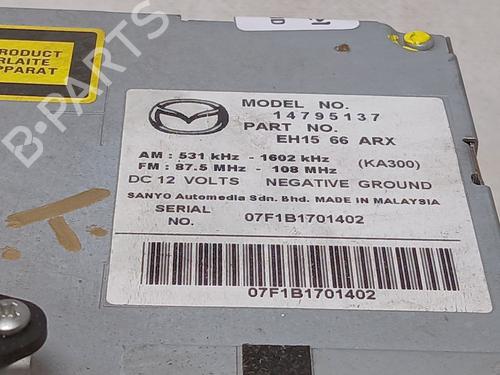 PRODUCT
RLAITE
APPARAT
B-PARTS
MODEL NO.
14795137
PART NO.
EH15 66 ARX
AM : 531 kHz - 1602 kHz
FM : 87.5 MHz - 108 MHz (KA300)
DC 12 VOLTS NEGATIVE GROUND
SANYO Automedia Sdn. Bhd. MADE IN MALAYSIA
SERIAL NO. 07F1B1701402
07F1B1701402